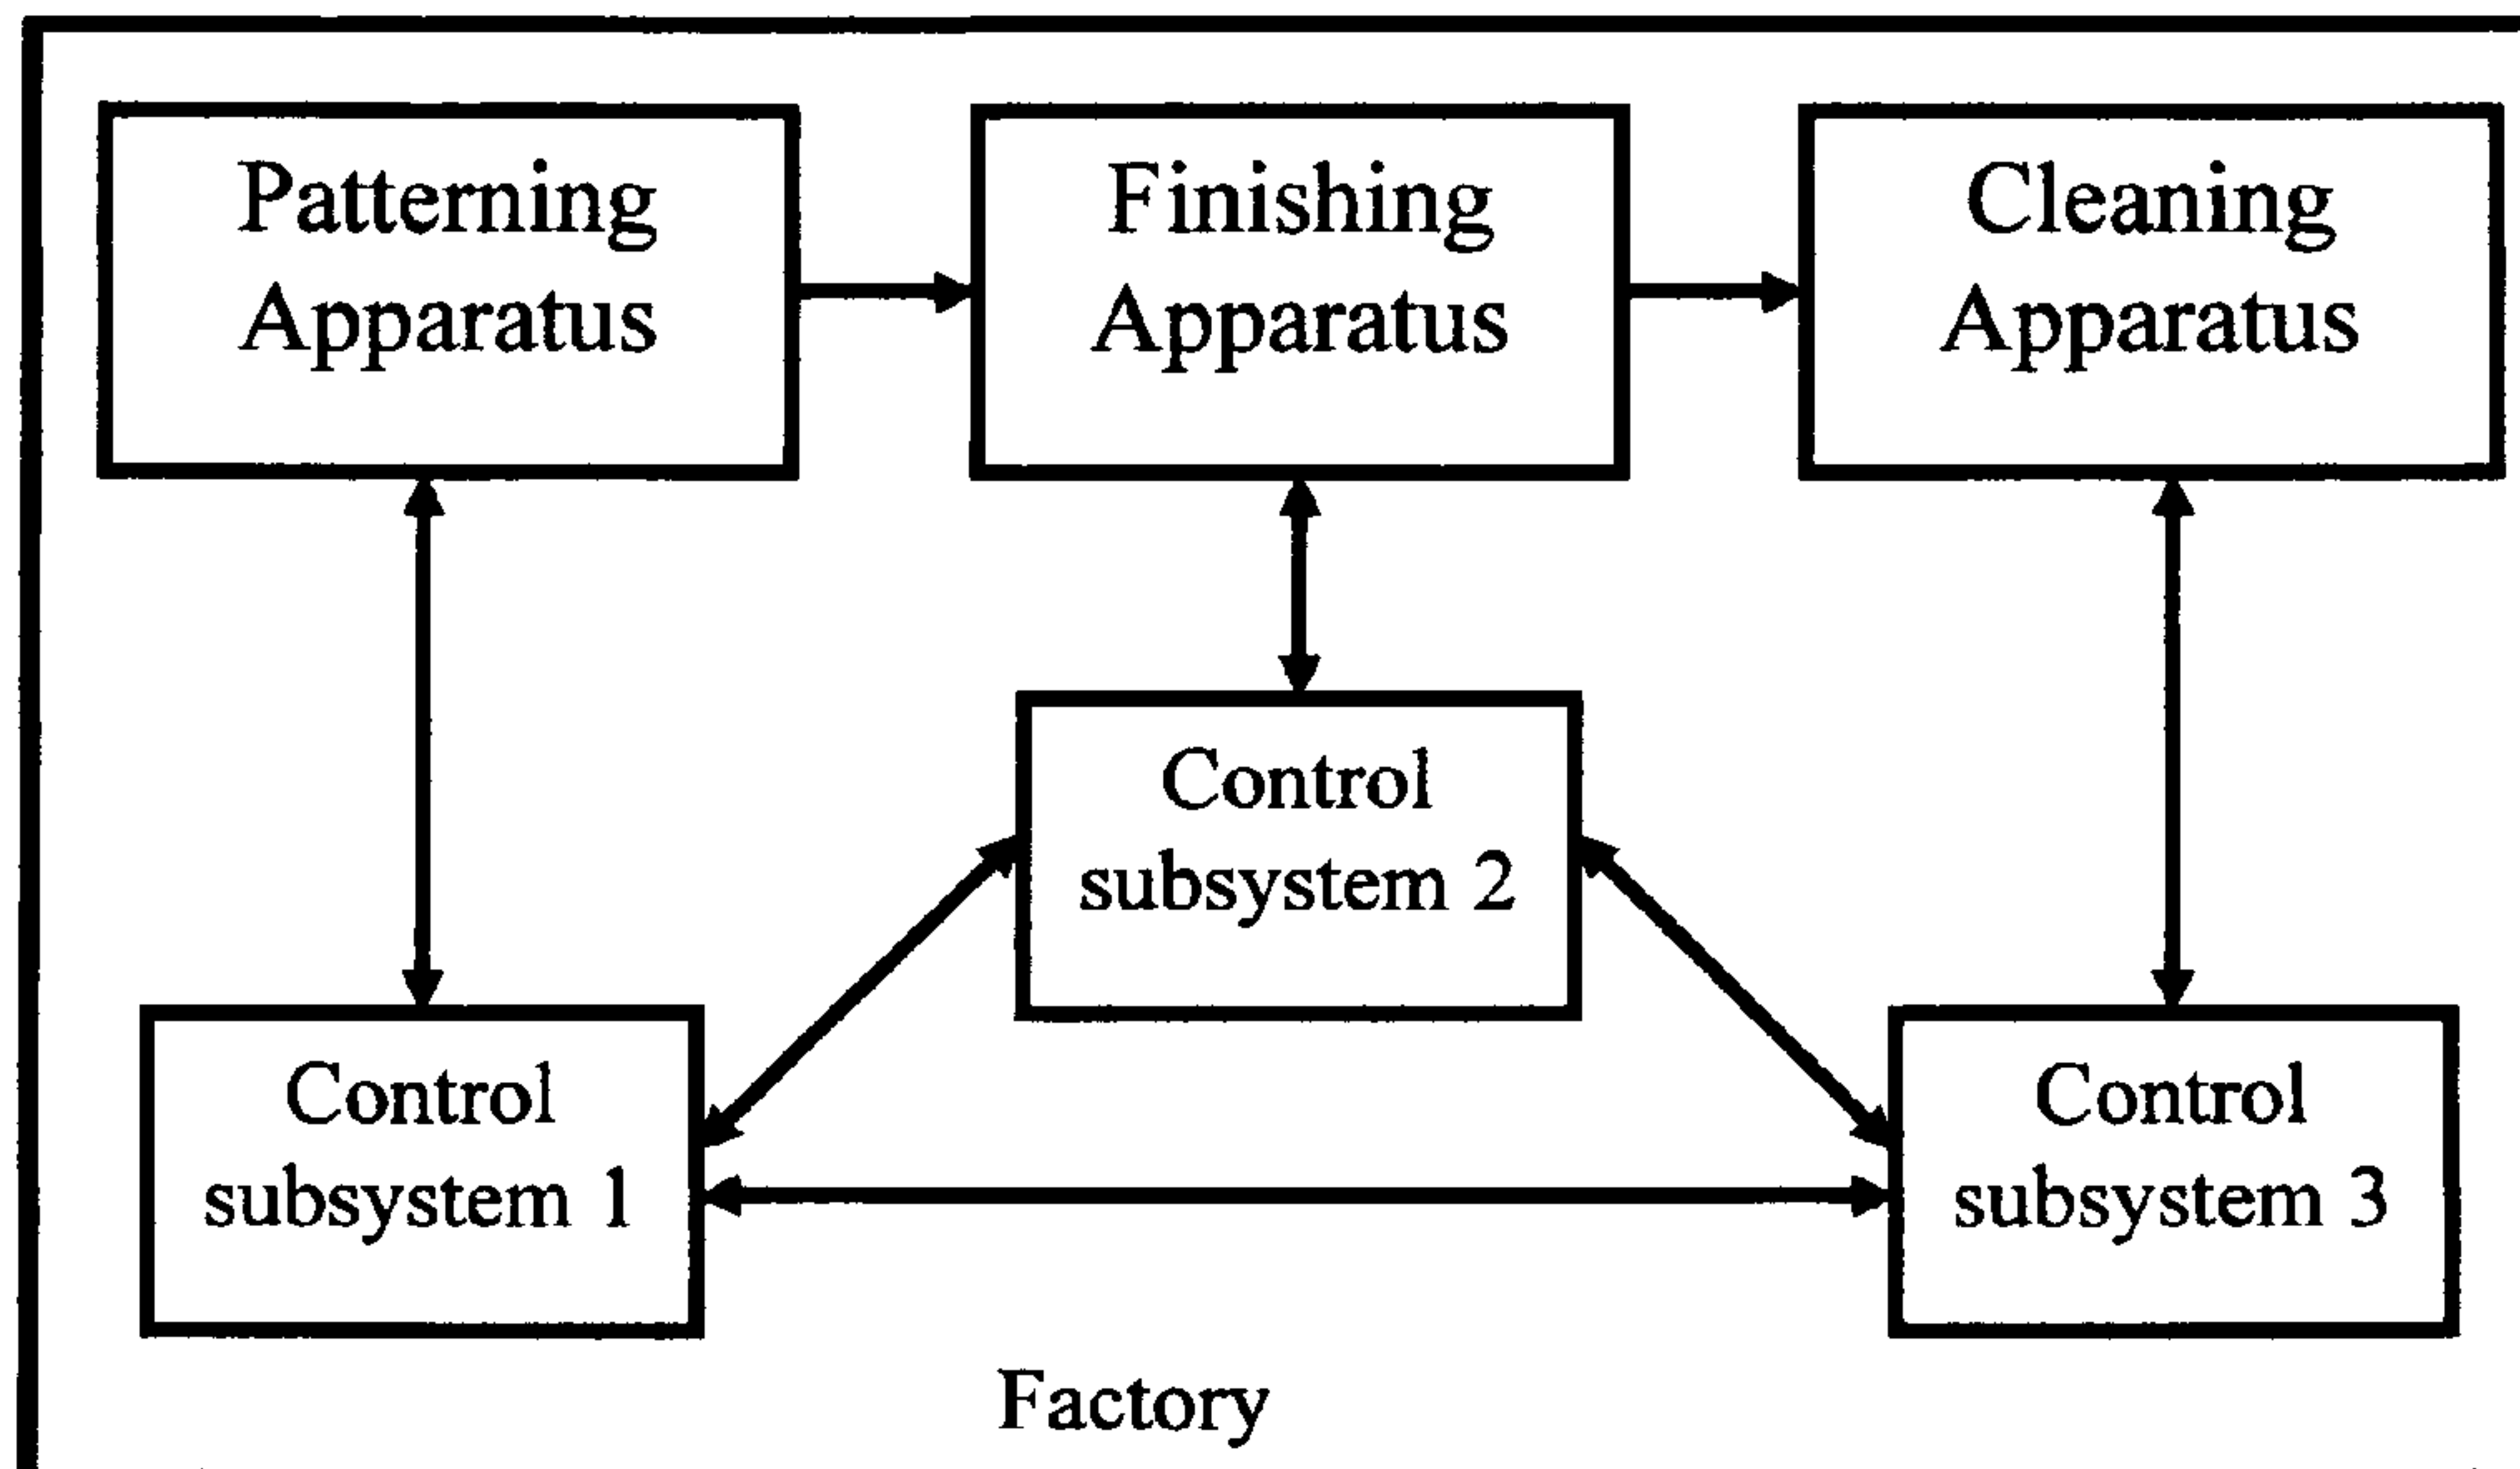 Patterning
Apparatus
Finishing
Apparatus
Cleaning
Apparatus
Control
subsystem 2
Control
subsystem 1
Control
subsystem 3
Factory